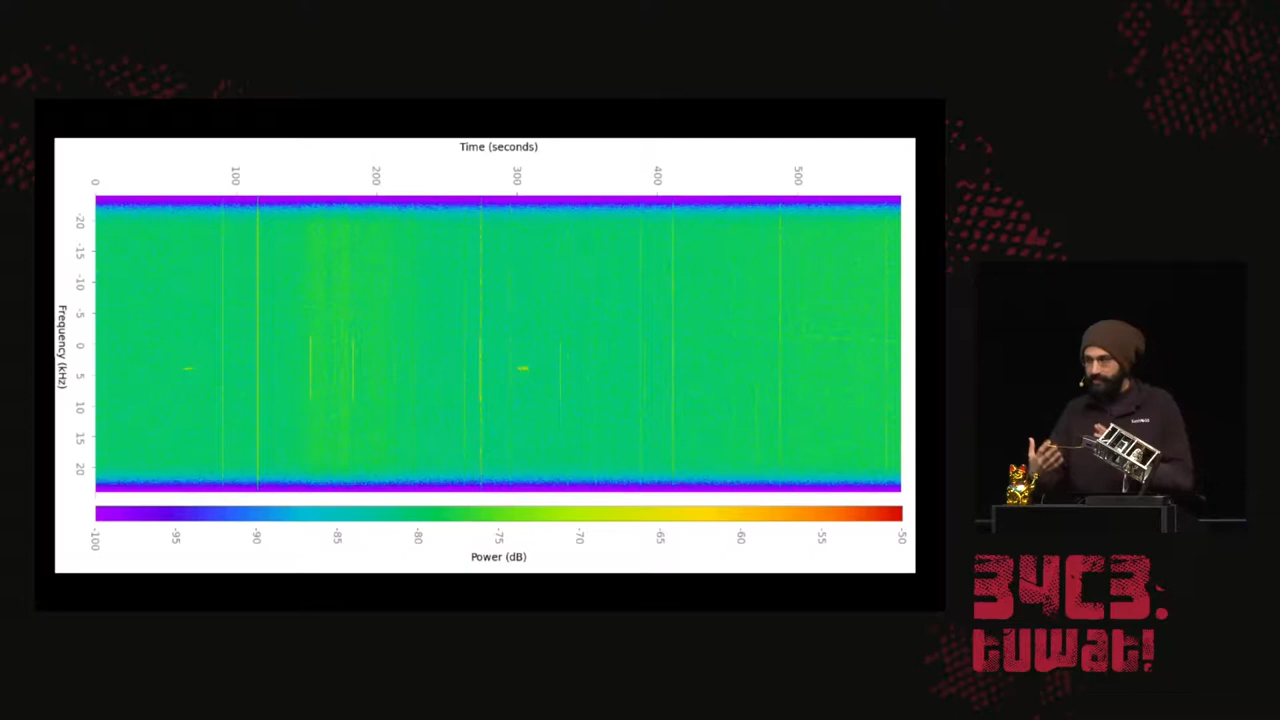 Time (seconds)
0 100 200 300 400 500
Frequency (kHz)
-20
-15
-10
-5
0
5
10
15
20
-100 -95 -90 -85 -80 -75 -70 -65 -60 -55 -50
Power (dB)
34C3.
tuwat!